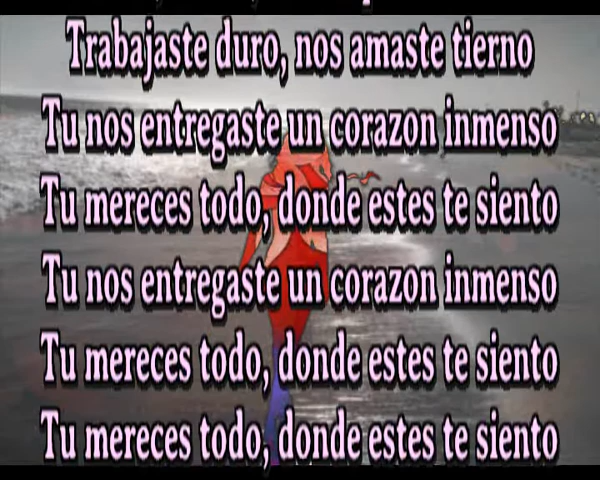 Trabajaste duro, nos amaste tierno
Tu nos entregaste un corazon inmenso
Tu mereces todo, donde estes te siento
Tu nos entregaste un corazon inmenso
Tu mereces todo, donde estes te siento
Tu mereces todo, donde estes te siento